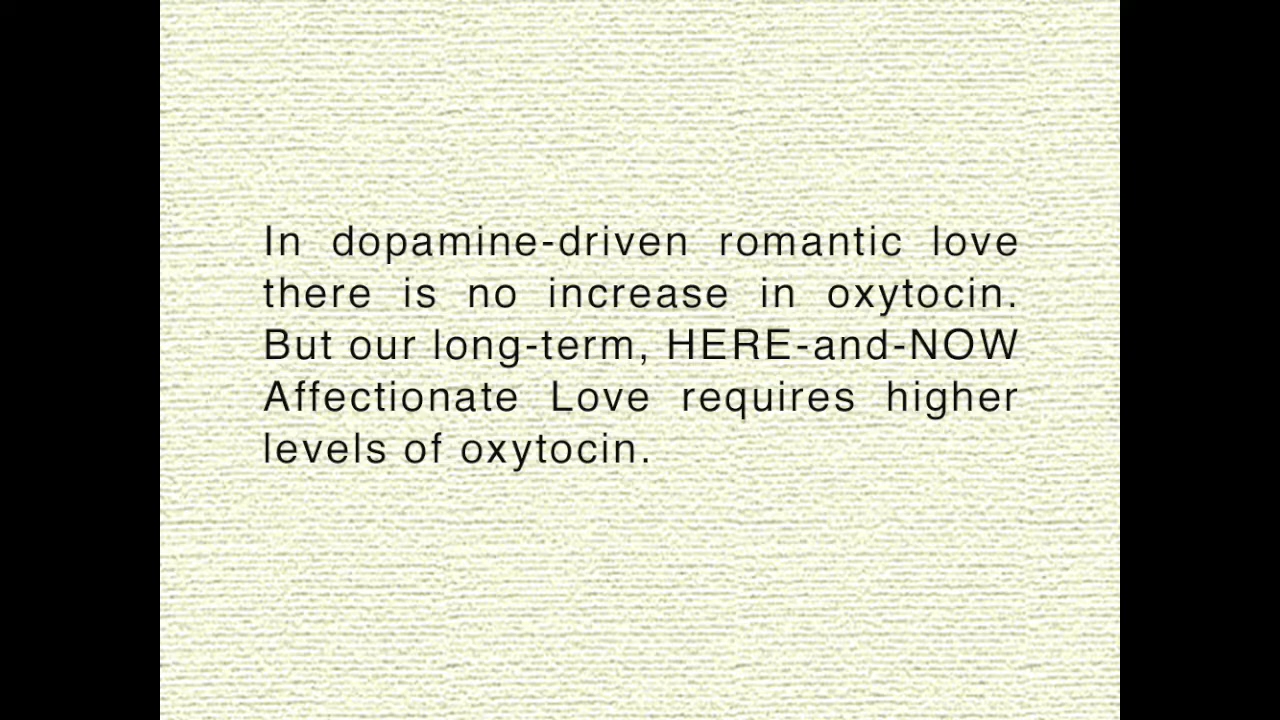 In dopamine-driven romantic love
there is no increase in oxytocin.
But our long-term, HERE-and-NOW
Affectionate Love requires higher
levels of oxytocin.